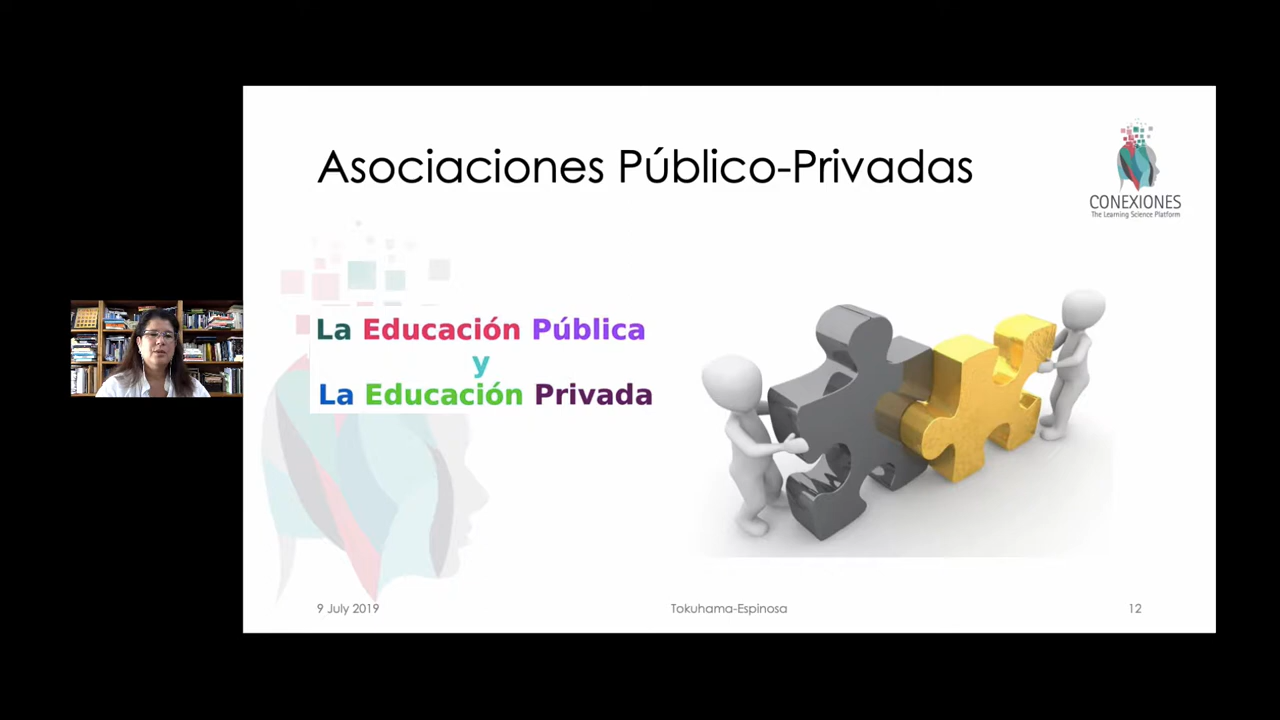 Asociaciones Público-Privadas
CONEXIONES
The Learning Science Platform
La Educación Pública
y
La Educación Privada
9 July 2019
Tokuhama-Espinosa
12